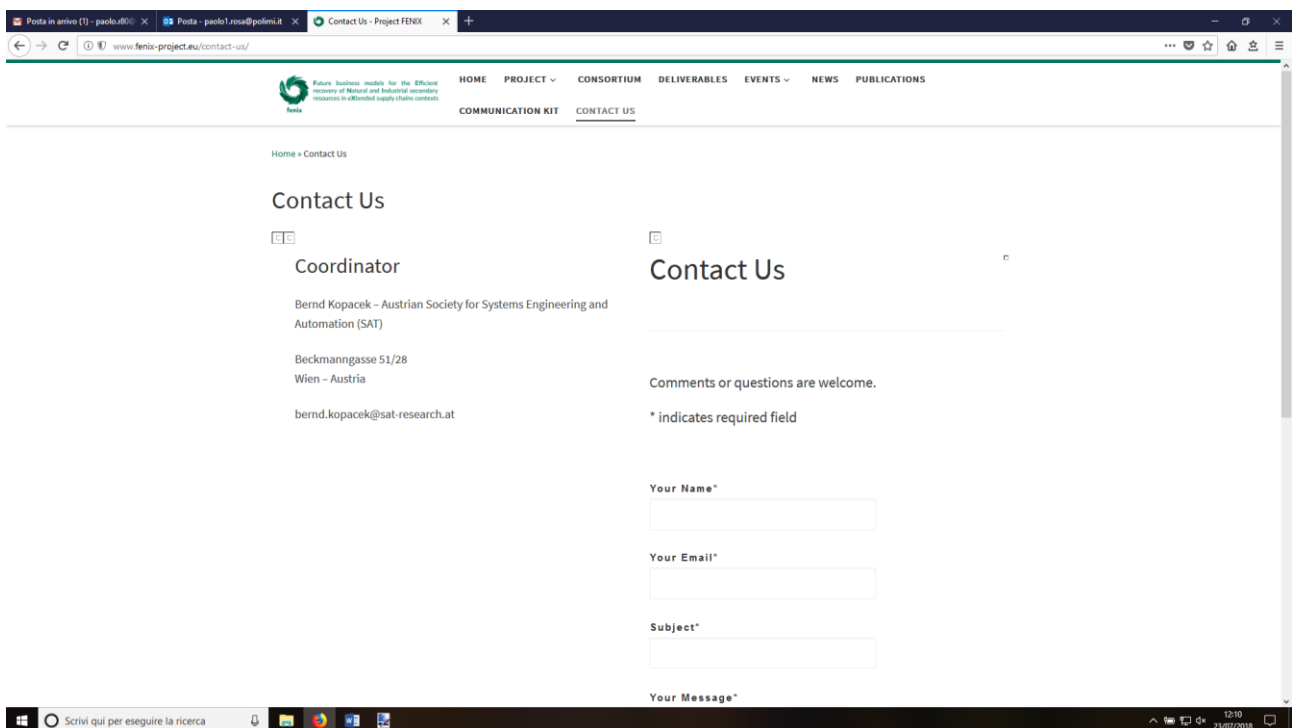 Posta in arrivo (1) - paolo.r800
Posta - paolo1.rosa@polimi.it
Contact Us - Project FENIX
www.fenix-project.eu/contact-us/
Future business models for the Efficient
recovery of Natural and Industrial secondary
resources in eXtended supply chains contexts
fenix
HOME PROJECT CONSORTIUM DELIVERABLES EVENTS NEWS PUBLICATIONS
COMMUNICATION KIT CONTACT US
Home » Contact Us
Contact Us
Coordinator
Bernd Kopacek – Austrian Society for Systems Engineering and
Automation (SAT)
Beckmanngasse 51/28
Wien – Austria
bernd.kopacek@sat-research.at
Contact Us
Comments or questions are welcome.
* indicates required field
Your Name*
Your Email*
Subject*
Your Message*
Scrivi qui per eseguire la ricerca
12:10
23/07/2018